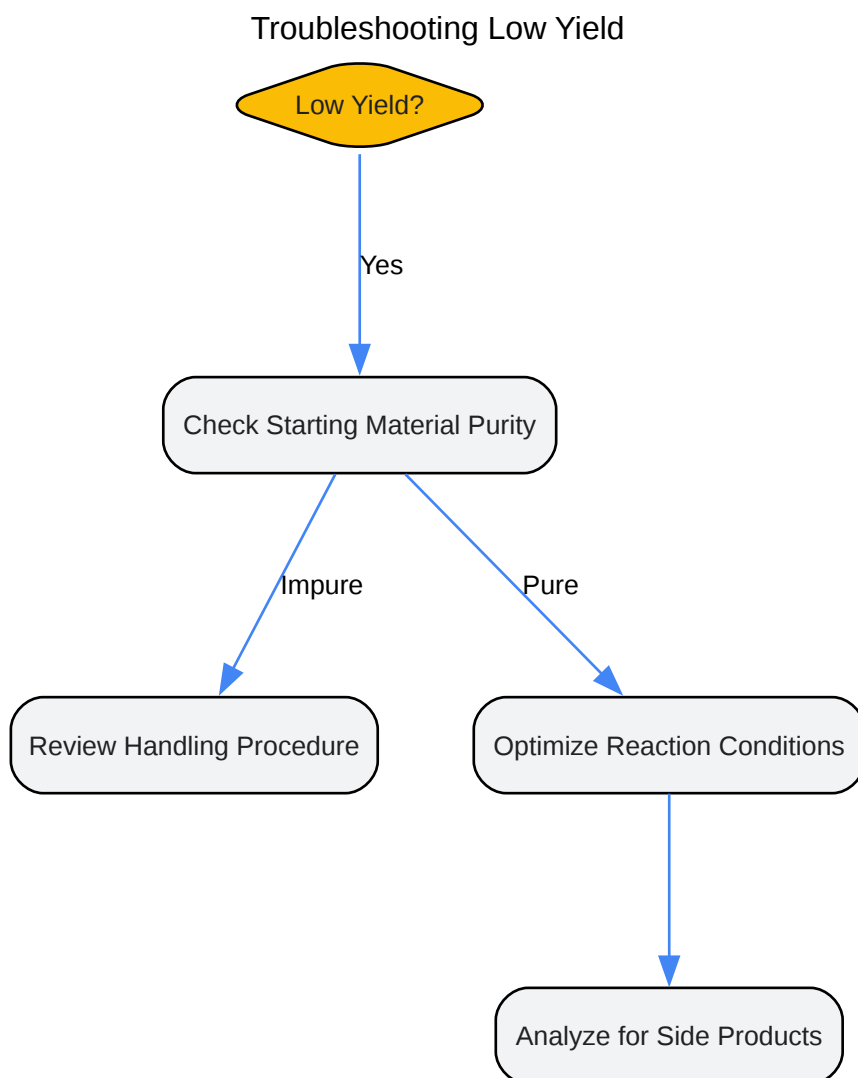 Troubleshooting Low Yield
Low Yield?
Yes
Check Starting Material Purity
Impure
Pure
Review Handling Procedure
Optimize Reaction Conditions
Analyze for Side Products